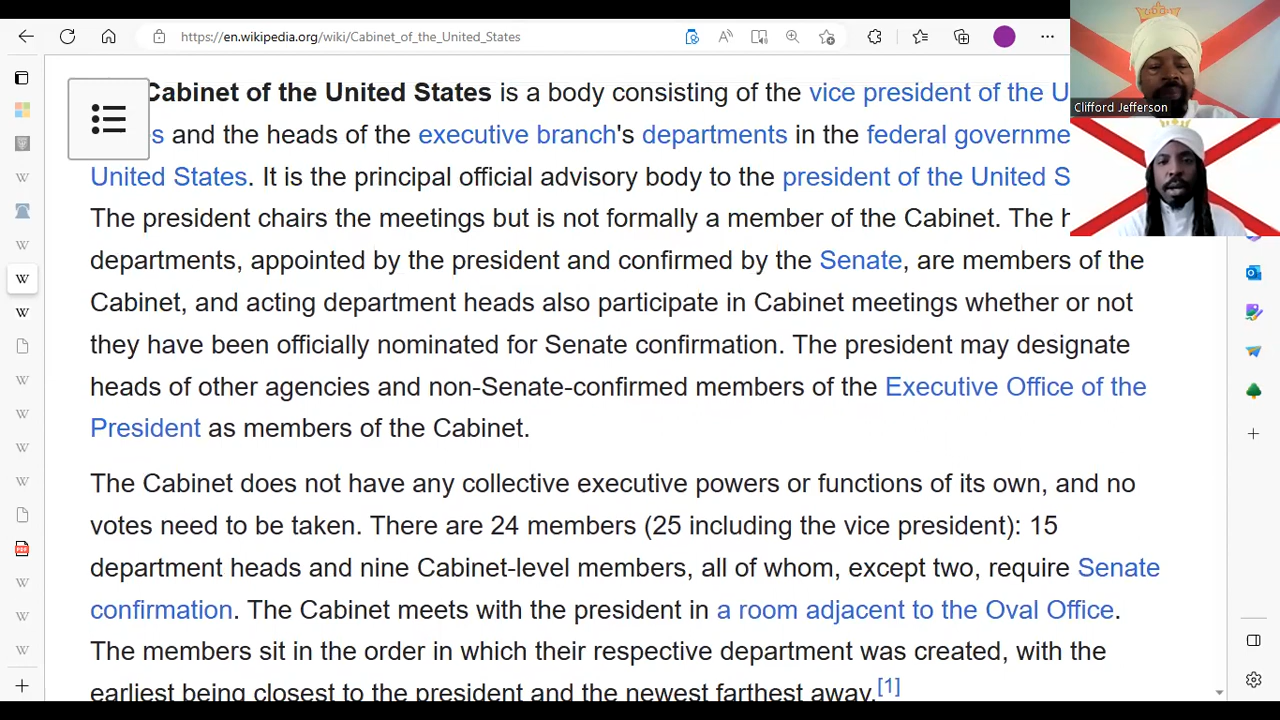 https://en.wikipedia.org/wiki/Cabinet_of_the_United_States
Clifford Jefferson
Cabinet of the United States is a body consisting of the vice president of the U
s and the heads of the executive branch's departments in the federal governme
United States. It is the principal official advisory body to the president of the United S
The president chairs the meetings but is not formally a member of the Cabinet. The h
departments, appointed by the president and confirmed by the Senate, are members of the
Cabinet, and acting department heads also participate in Cabinet meetings whether or not
they have been officially nominated for Senate confirmation. The president may designate
heads of other agencies and non-Senate-confirmed members of the Executive Office of the
President as members of the Cabinet.
The Cabinet does not have any collective executive powers or functions of its own, and no
votes need to be taken. There are 24 members (25 including the vice president): 15
department heads and nine Cabinet-level members, all of whom, except two, require Senate
confirmation. The Cabinet meets with the president in a room adjacent to the Oval Office.
The members sit in the order in which their respective department was created, with the
earliest being closest to the president and the newest farthest away.[1]